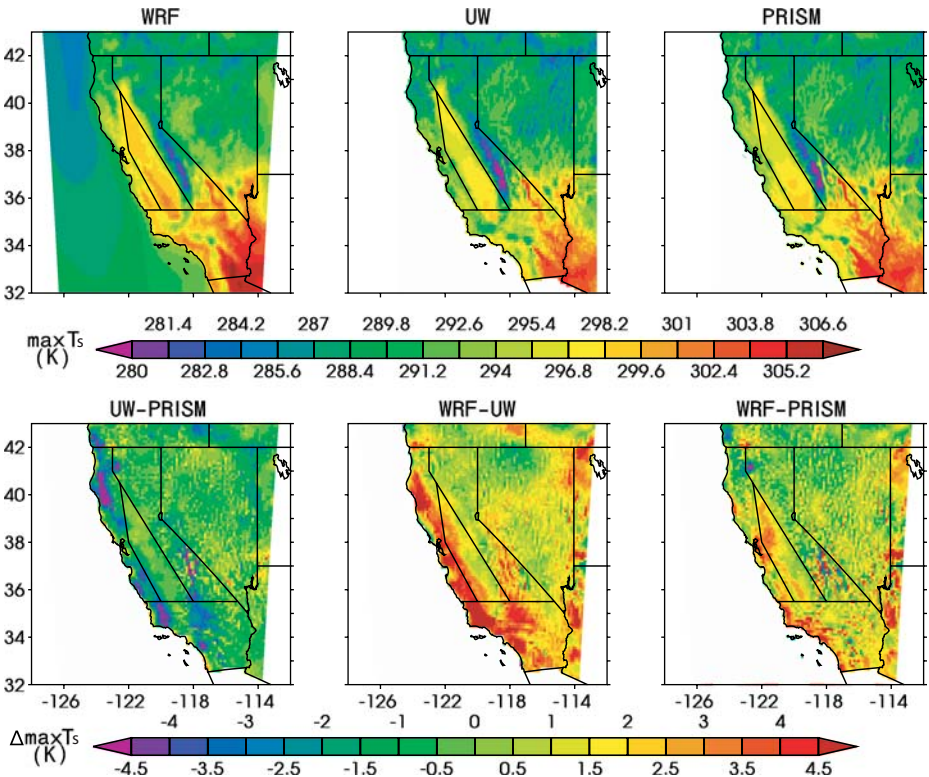 WRF UW PRISM
42
40
38
36
34
32
281.4 284.2 287 289.8 292.6 295.4 298.2 301 303.8 306.6
maxTs
(K)
280 282.8 285.6 288.4 291.2 294 296.8 299.6 302.4 305.2
UW-PRISM WRF-UW WRF-PRISM
42
40
38
36
34
32
-126 -122 -118 -114 -126 -122 -118 -114 -126 -122 -118 -114
-4 -3 -2 -1 0 1 2 3 4
ΔmaxTs
(K)
-4.5 -3.5 -2.5 -1.5 -0.5 0.5 1.5 2.5 3.5 4.5